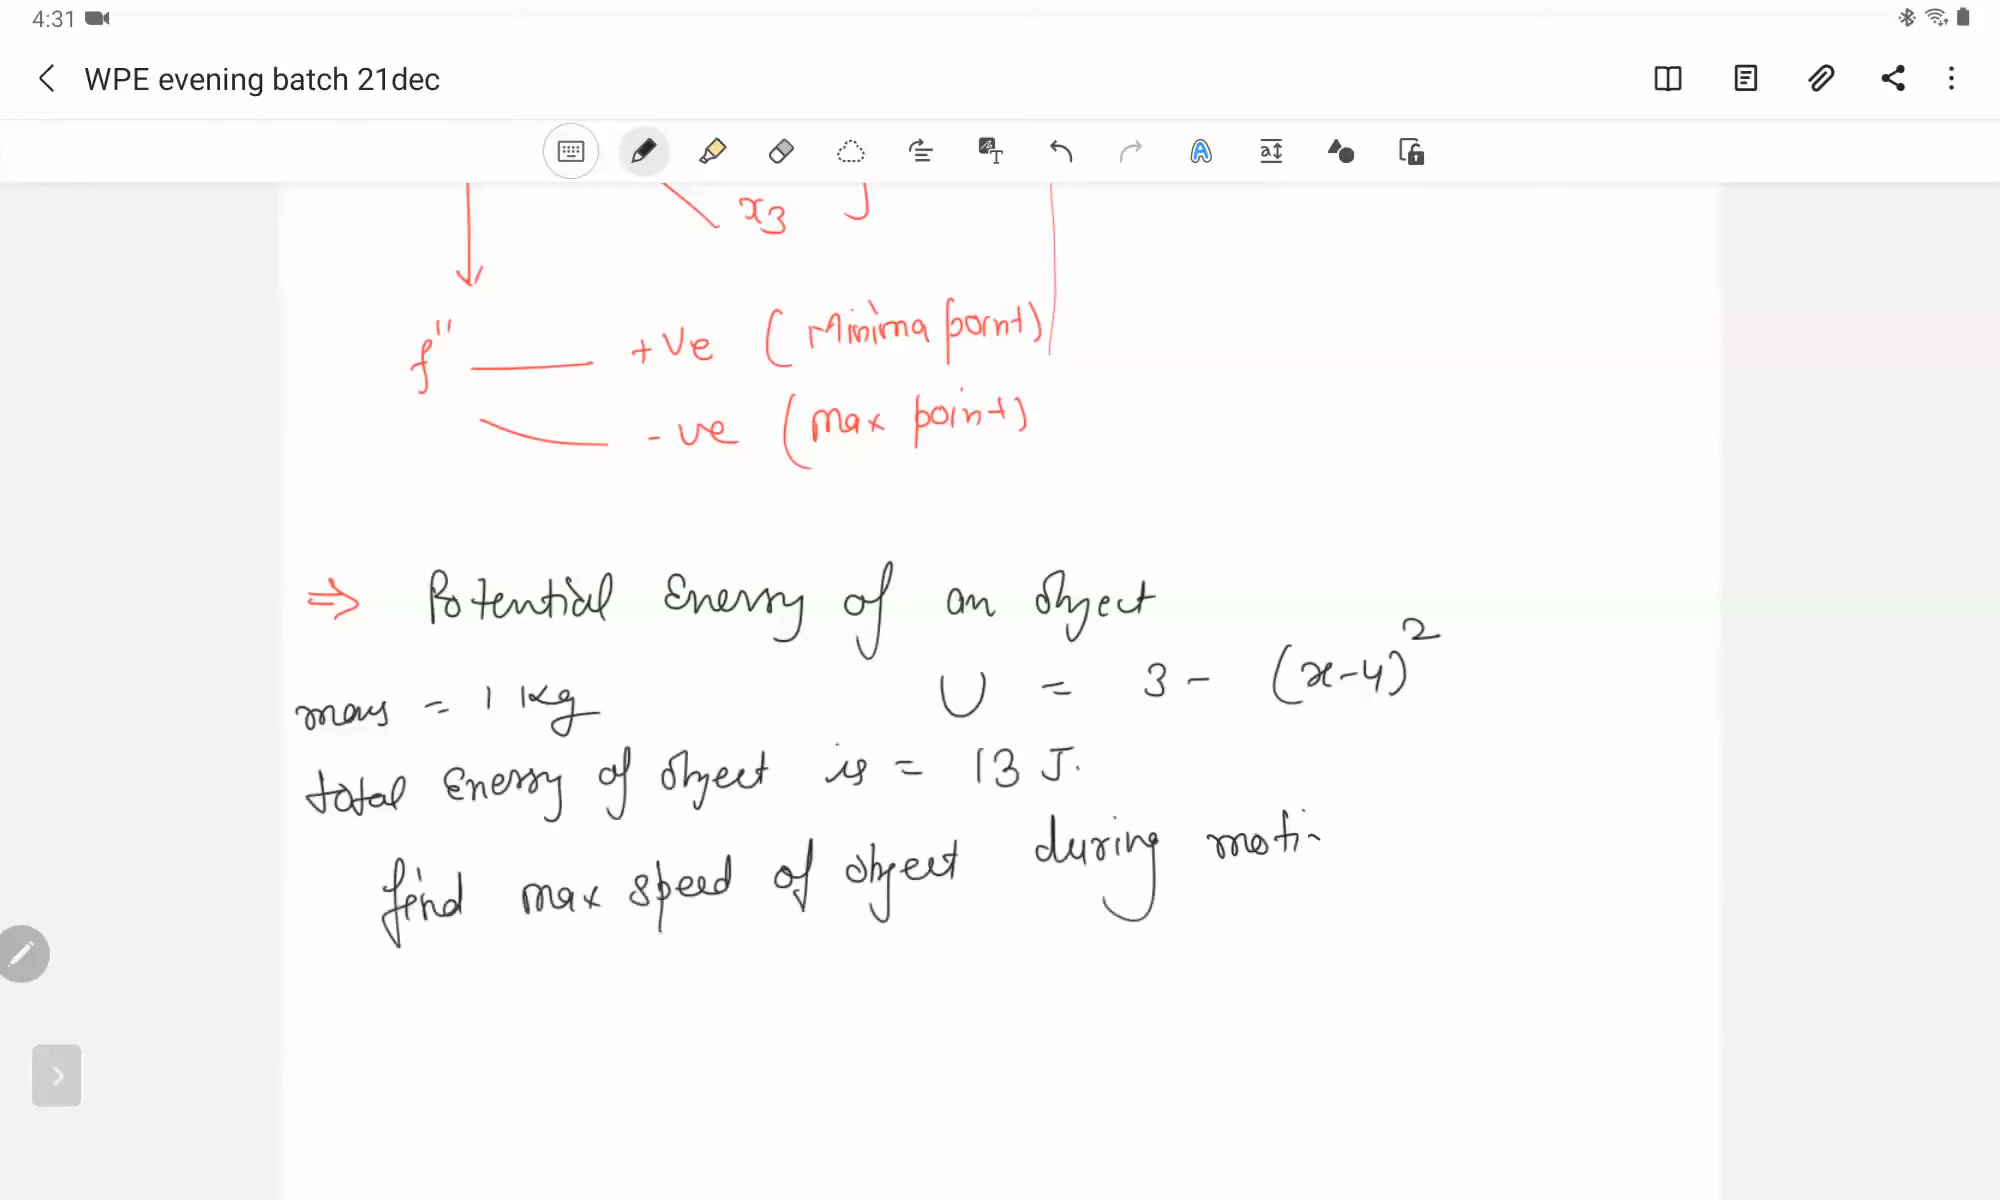 4:31
WPE evening batch 21dec
x3
f" +ve (Minima point)
-ve (max point)
⇒ Potential Energy of an object
U = 3 - (x-4)²
mass = 1 kg
total Energy of object is = 13 J.
find max speed of object during moti